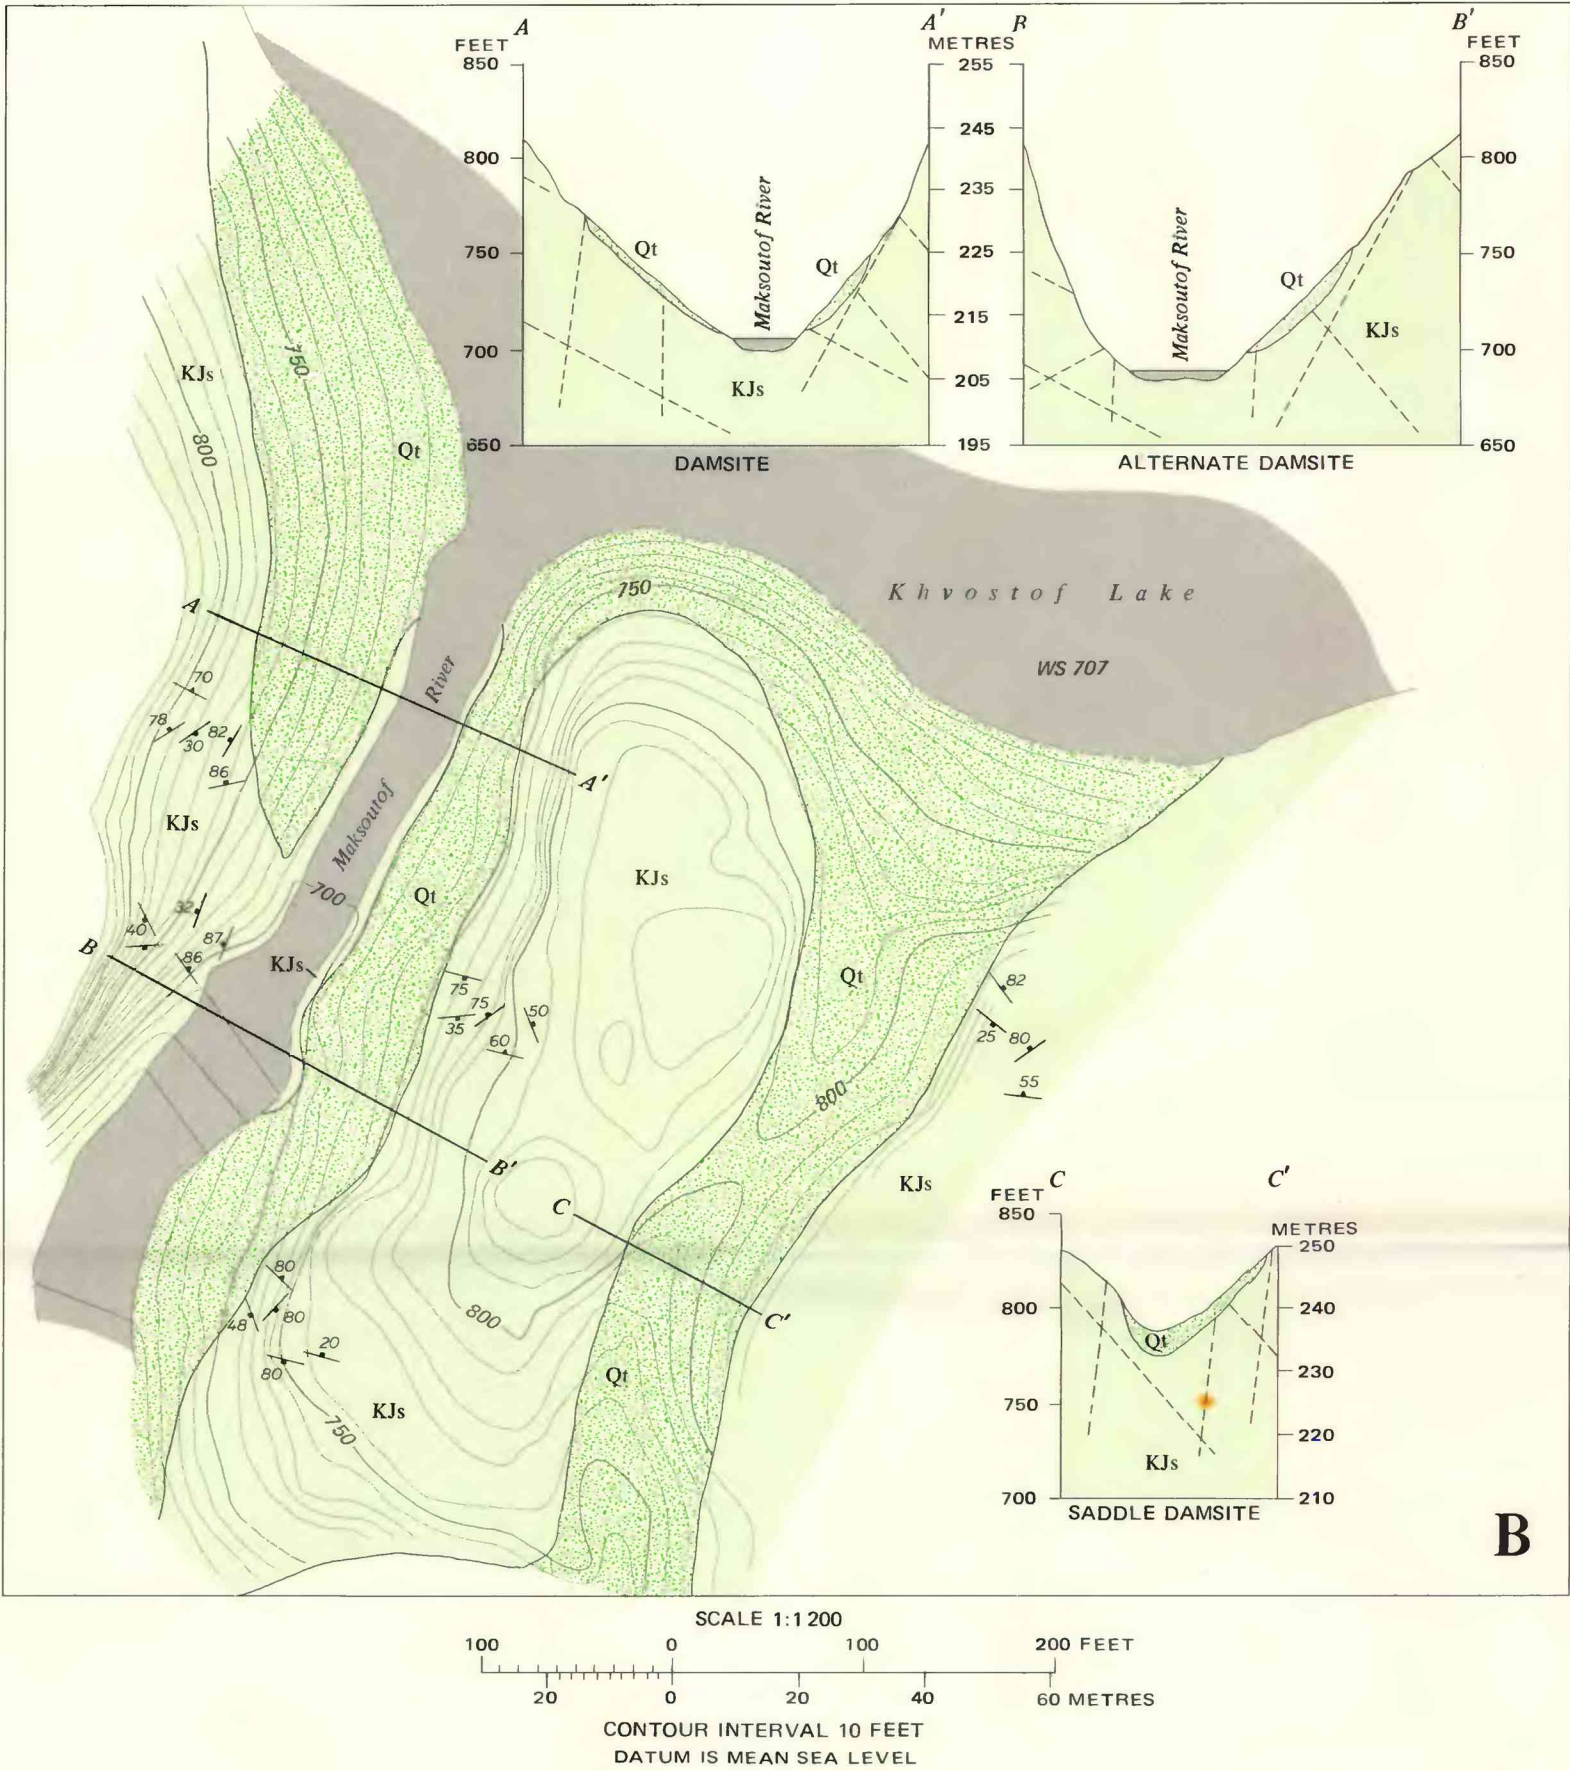 A A' B B'
FEET METRES FEET
850 255 850
245
800 235 800
750 225 750
215
700 205 700
650 195 650
Maksoutof River
Qt
Qt
KJs
DAMSITE
Maksoutof River
Qt
KJs
ALTERNATE DAMSITE
750
KJs
800
Qt
750
Khvostof Lake
WS 707
A
River
70
78
30
82
86
A'
KJs
Maksoutof
700
KJs
Qt
32
40
87
86
B
KJs
Qt
75
75
35
50
60
82
25
80
55
800
B'
C
KJs
80
80
48
20
80
800
C'
Qt
KJs
750
C C'
FEET
METRES
850
250
800 240
230
750
220
700 210
Qt
KJs
SADDLE DAMSITE
B
SCALE 1:1200
100 0 100 200 FEET
20 0 20 40 60 METRES
CONTOUR INTERVAL 10 FEET
DATUM IS MEAN SEA LEVEL